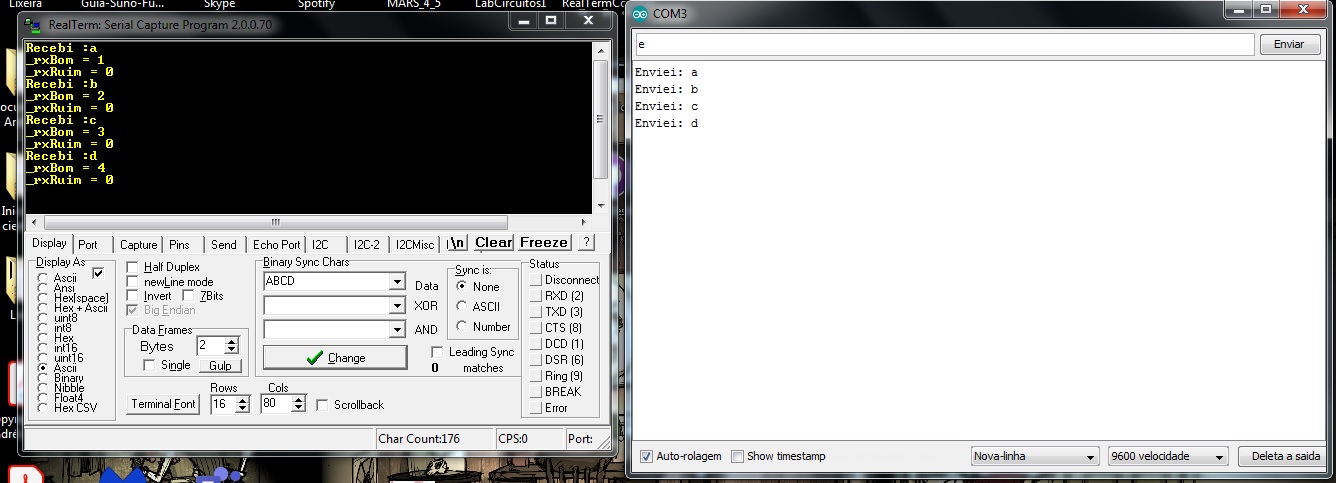 Lixeira Guia-Suno-Fu... Skype Spotify MARS_4_5 LabCircuitos1 RealTermCo
RealTerm: Serial Capture Program 2.0.0.70
Recebi :a
_rxBom = 1
_rxRuim = 0
Recebi :b
_rxBom = 2
_rxRuim = 0
Recebi :c
_rxBom = 3
_rxRuim = 0
Recebi :d
_rxBom = 4
_rxRuim = 0
Display Port Capture Pins Send Echo Port I2C I2C-2 I2CMisc \n Clear Freeze ?
Display As
Ascii
Ansi
Hex[space]
Hex + Ascii
uint8
int8
Hex
int16
uint16
Ascii
Binary
Nibble
Float4
Hex CSV
Half Duplex
newLine mode
Invert 7Bits
Big Endian
Data Frames
Bytes 2
Single Gulp
Rows Cols
Terminal Font 16 80 Scrollback
Binary Sync Chars
ABCD Data
XOR
AND
Change
Sync is:
None
ASCII
Number
Leading Sync
0 matches
Status
Disconnect
RXD (2)
TXD (3)
CTS (8)
DCD (1)
DSR (6)
Ring (9)
BREAK
Error
Char Count:176 CPS:0 Port:
COM3
e Enviar
Enviei: a
Enviei: b
Enviei: c
Enviei: d
Auto-rolagem Show timestamp Nova-linha 9600 velocidade Deleta a saida